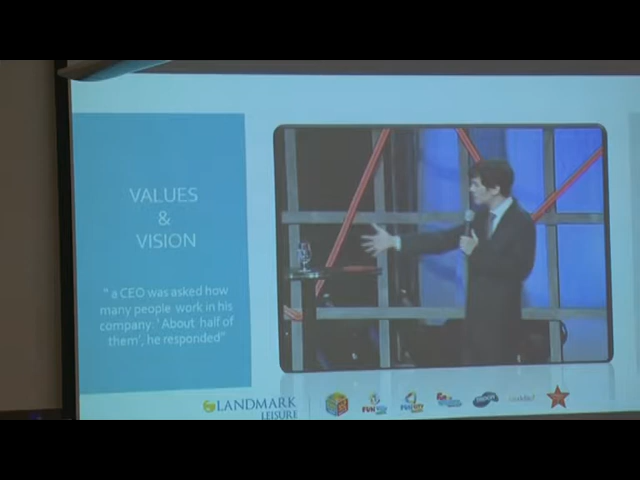 VALUES
&
VISION
" a CEO was asked how
many people work in his
company: ' About half of
them', he responded"
LANDMARK
LEISURE